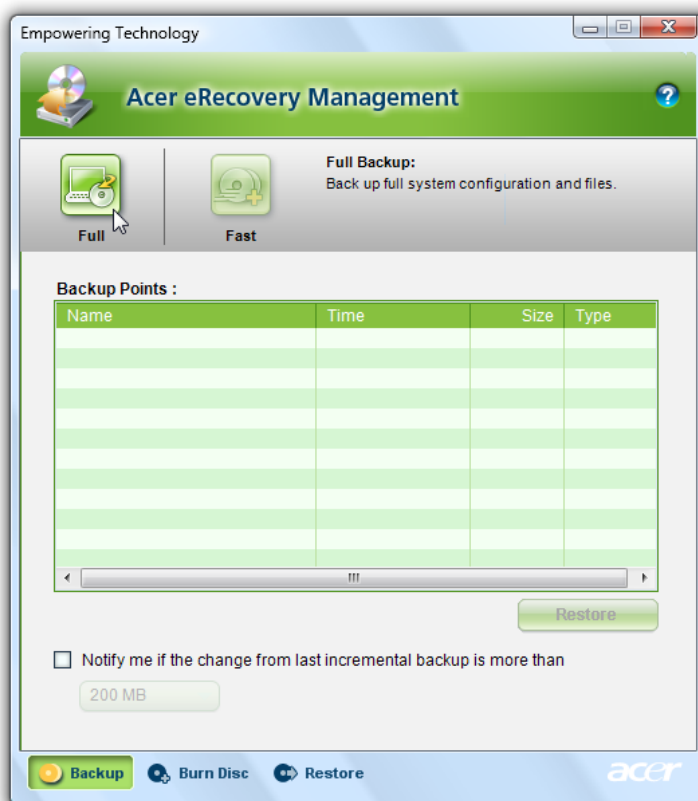 Empowering Technology
Acer eRecovery Management
?
Full
Fast
Full Backup:
Back up full system configuration and files.
Backup Points :
Name Time Size Type
Restore
Notify me if the change from last incremental backup is more than
200 MB
Backup Burn Disc Restore acer